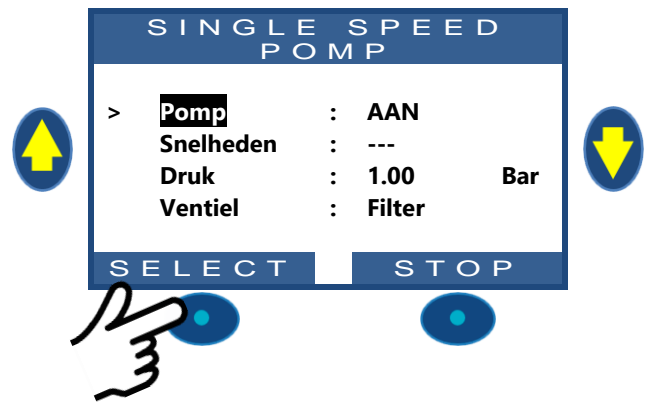 SINGLE SPEED
POMP
> Pomp : AAN
Snelheden : ---
Druk : 1.00 Bar
Ventiel : Filter
SELECT STOP